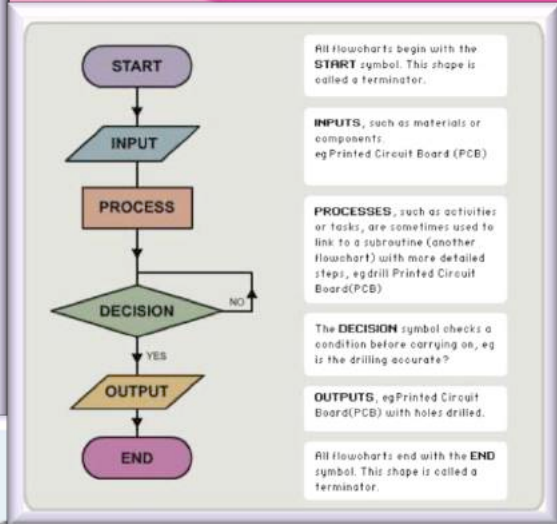 START
All flowcharts begin with the
START symbol. This shape is
called a terminator.
INPUT
INPUTS, such as materials or
components.
eg Printed Circuit Board (PCB)
PROCESS
PROCESSES, such as activities
or tasks, are sometimes used to
link to a subroutine (another
flowchart) with more detailed
steps, eg drill Printed Circuit
Board(PCB)
DECISION
NO
YES
The DECISION symbol checks a
condition before carrying on, eg
is the drilling accurate?
OUTPUT
OUTPUTS, eg Printed Circuit
Board(PCB) with holes drilled.
END
All flowcharts end with the END
symbol. This shape is called a
terminator.